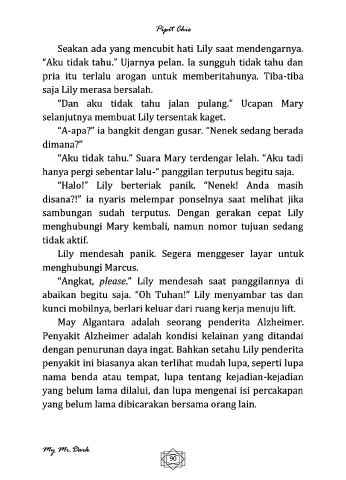 Pipit Chie
Seakan ada yang mencubit hati Lily saat mendengarnya.
"Aku tidak tahu." Ujarnya pelan. Ia sungguh tidak tahu dan
pria itu terlalu arogan untuk memberitahunya. Tiba-tiba
saja Lily merasa bersalah.
"Dan aku tidak tahu jalan pulang." Ucapan Mary
selanjutnya membuat Lily tersentak kaget.
"A-apa?" ia bangkit dengan gusar. "Nenek sedang berada
dimana?"
"Aku tidak tahu." Suara Mary terdengar lelah. "Aku tadi
hanya pergi sebentar lalu-" panggilan terputus begitu saja.
"Halo!" Lily berteriak panik. "Nenek! Anda masih
disana?!" ia nyaris melempar ponselnya saat melihat jika
sambungan sudah terputus. Dengan gerakan cepat Lily
menghubungi Mary kembali, namun nomor tujuan sedang
tidak aktif.
Lily mendesah panik. Segera menggeser layar untuk
menghubungi Marcus.
"Angkat, please." Lily mendesah saat panggilannya di
abaikan begitu saja. "Oh Tuhan!" Lily menyambar tas dan
kunci mobilnya, berlari keluar dari ruang kerja menuju lift.
May Algantara adalah seorang penderita Alzheimer.
Penyakit Alzheimer adalah kondisi kelainan yang ditandai
dengan penurunan daya ingat. Bahkan setahu Lily penderita
penyakit ini biasanya akan terlihat mudah lupa, seperti lupa
nama benda atau tempat, lupa tentang kejadian-kejadian
yang belum lama dilalui, dan lupa mengenai isi percakapan
yang belum lama dibicarakan bersama orang lain.
My Mr. Dark
90